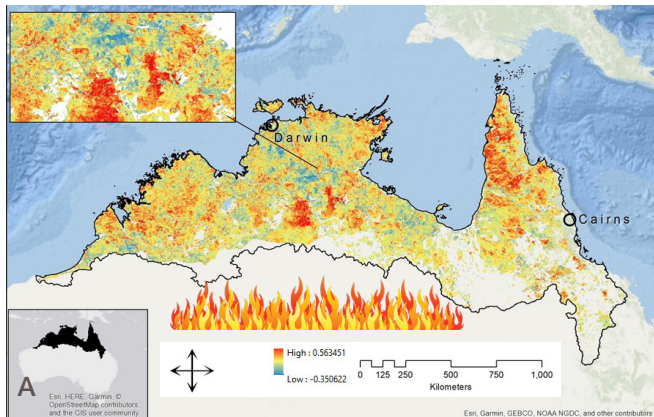 Darwin
Cairns
A
Esri, HERE, Garmin, ©
OpenStreetMap contributors
and the GIS user community
High : 0.563451
Low : -0.350622
0 125 250 500 750 1,000
Kilometers
Esri, Garmin, GEBCO, NOAA NGDC, and other contributors